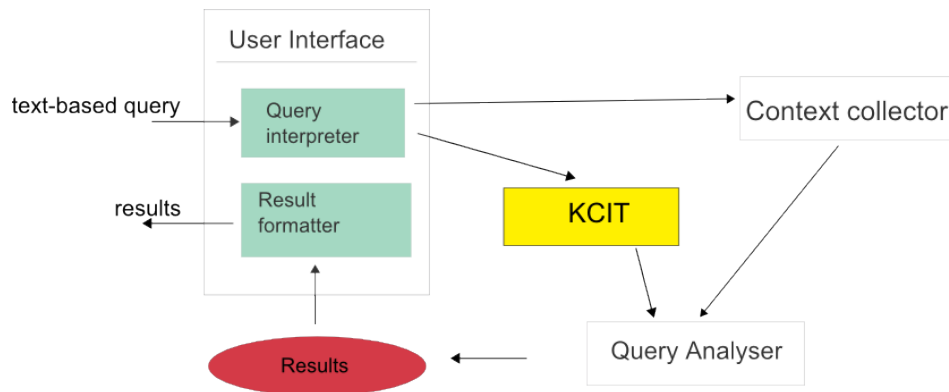 User Interface
text-based query
Query
interpreter
Context collector
results
Result
formatter
KCIT
Results
Query Analyser